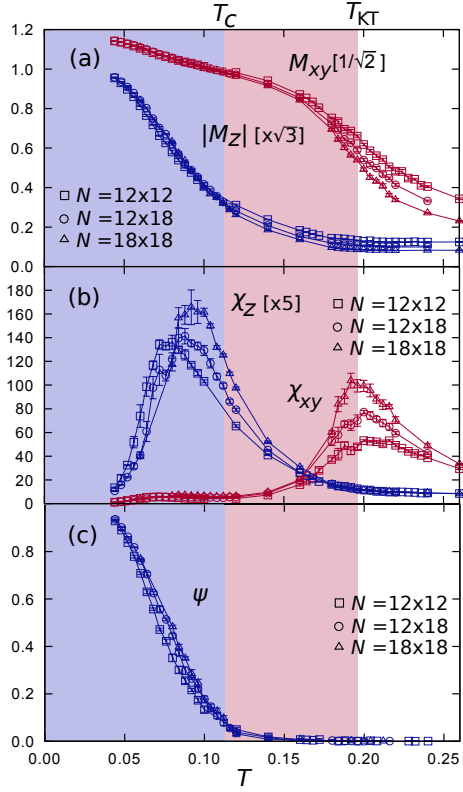 T_C T_KT
(a) M_xy [1/√2]
|M_Z| [x√3]
N =12x12
N =12x18
N =18x18
1.2
1.0
0.8
0.6
0.4
0.2
0.0
(b) χ_Z [x5]
N =12x12
N =12x18
N =18x18
χ_xy
180
160
140
120
100
80
60
40
20
0
(c)
ψ
N =12x12
N =12x18
N =18x18
0.8
0.6
0.4
0.2
0.0
0.00 0.05 0.10 0.15 0.20 0.25
T